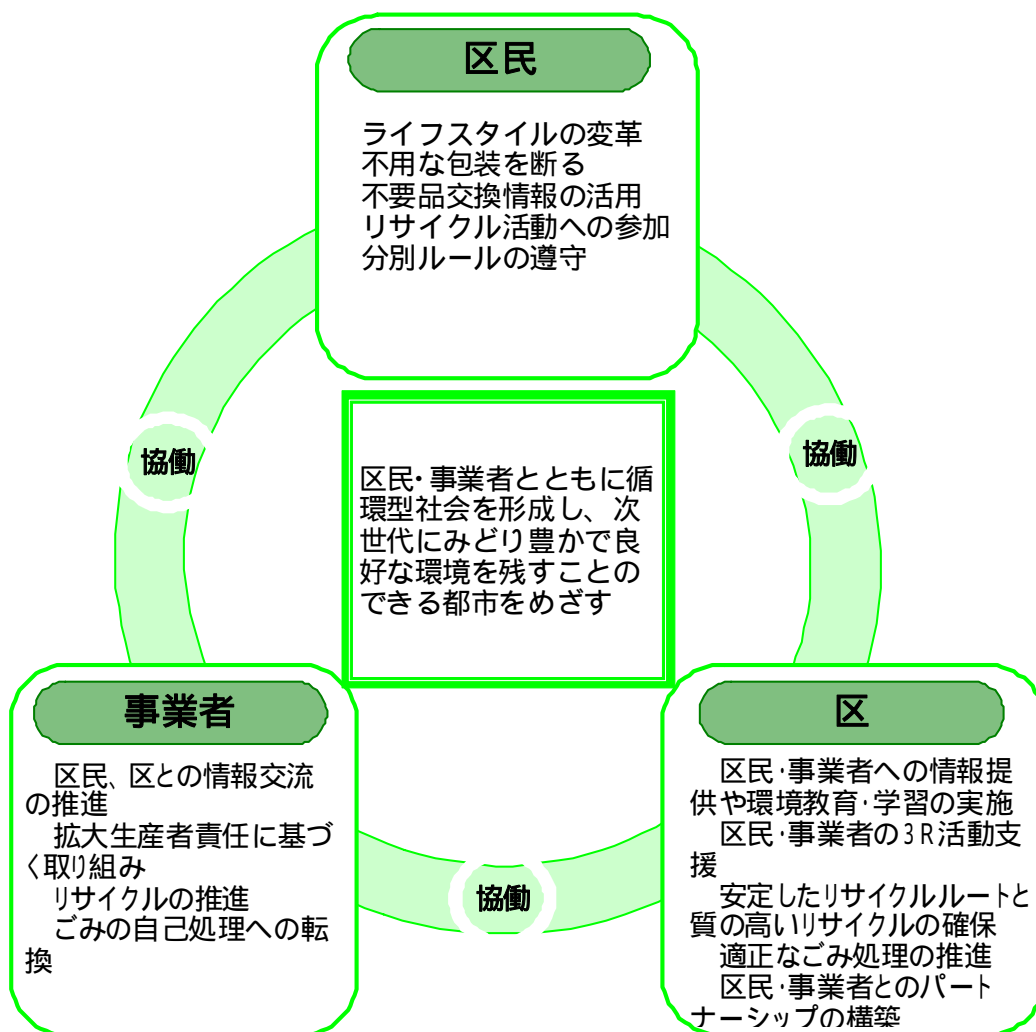 区民
ライフスタイルの変革
不用な包装を断る
不要品交換情報の活用
リサイクル活動への参加
分別ルールの遵守
協働
協働
区民・事業者とともに循
環型社会を形成し、次
世代にみどり豊かで良
好な環境を残すことの
できる都市をめざす
事業者
区民、区との情報交流
の推進
拡大生産者責任に基づ
く取り組み
リサイクルの推進
ごみの自己処理への転
換
協働
区
区民・事業者への情報提
供や環境教育・学習の実施
区民・事業者の3R活動支
援
安定したリサイクルルートと
質の高いリサイクルの確保
適正なごみ処理の推進
区民・事業者とのパート
ナーシップの構築